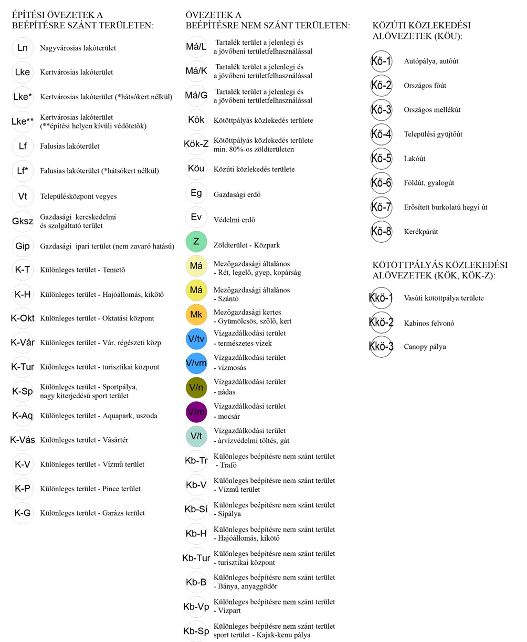 ÉPÍTÉSI ÖVEZETEK A
BEÉPÍTÉSRE SZÁNT TERÜLETEN:
Ln Nagyvárosias lakóterület
Lke Kertvárosias lakóterület
Lke* Kertvárosias lakóterület (*hátsókert nélkül)
Lke** Kertvárosias lakóterület
(**építési helyen kívüli védőtetők)
Lf Falusias lakóterület
Lf* Falusias lakóterület (*hátsókert nélkül)
Vt Településközpont vegyes
Gksz Gazdasági kereskedelmi
és szolgáltató terület
Gip Gazdasági ipari terület (nem zavaró hatású)
K-T Különleges terület - Temető
K-H Különleges terület - Hajóállomás, kikötő
K-Okt Különleges terület - Oktatási központ
K-Vár Különleges terület - Vár, régészeti közp
K-Tur Különleges terület - turisztikai központ
K-Sp Különleges terület - Sportpálya,
nagy kiterjedésű sport terület
K-Aq Különleges terület - Aquapark, uszoda
K-Vás Különleges terület - Vásártér
K-V Különleges terület - Vízmű terület
K-P Különleges terület - Pince terület
K-G Különleges terület - Garázs terület
ÖVEZETEK A
BEÉPÍTÉSRE NEM SZÁNT TERÜLETEN:
Má/L Tartalék terület a jelenlegi és
a jövőbeni területfelhasználással
Má/K Tartalék terület a jelenlegi és
a jövőbeni területfelhasználással
Má/G Tartalék terület a jelenlegi és
a jövőbeni területfelhasználással
Kök Kötöttpályás közlekedés területe
Kök-Z Kötöttpályás közlekedés területe
min. 80%-os zöldterületen
Köu Közúti közlekedés területe
Eg Gazdasági erdő
Ev Védelmi erdő
Z Zöldterület - Közpark
Má Mezőgazdasági általános
- Rét, legelő, gyep, kopárság
Má Mezőgazdasági általános
- Szántó
Mk Mezőgazdasági kertes
- Gyümölcsös, szőlő, kert
V/tv Vízgazdálkodási terület
- természetes vizek
V/vm Vízgazdálkodási terület
- vízmosás
V/n Vízgazdálkodási terület
- nádas
V/m Vízgazdálkodási terület
- mocsár
V/t Vízgazdálkodási terület
- árvízvédelmi töltés, gát
Kb-Tr Különleges beépítésre nem szánt terület
- Trafó
Kb-V Különleges beépítésre nem szánt terület
- Vízmű terület
Kb-Sí Különleges beépítésre nem szánt terület
- Sípálya
Kb-H Különleges beépítésre nem szánt terület
- Hajóállomás, kikötő
Kb-Tur Különleges beépítésre nem szánt terület
- turisztikai központ
Kb-B Különleges beépítésre nem szánt terület
- Bánya, anyaggödör
Kb-Vp Különleges beépítésre nem szánt terület
- Vízpart
Kb-Sp Különleges beépítésre nem szánt terület
sport terület - Kajak-kenu pálya
KÖZÚTI KÖZLEKEDÉSI
ALÖVEZETEK (KÖU):
Kö-1 Autópálya, autóút
Kö-2 Országos főút
Kö-3 Országos mellékút
Kö-4 Települési gyűjtőút
Kö-5 Lakóút
Kö-6 Földút, gyalogút
Kö-7 Erősített burkolatú hegyi út
Kö-8 Kerékpárút
KÖTÖTTPÁLYÁS KÖZLEKEDÉSI
ALÖVEZETEK (KÖK, KÖK-Z):
Kkö-1 Vasúti kötöttpálya területe
Kkö-2 Kabinos felvonó
Kkö-3 Canopy pálya